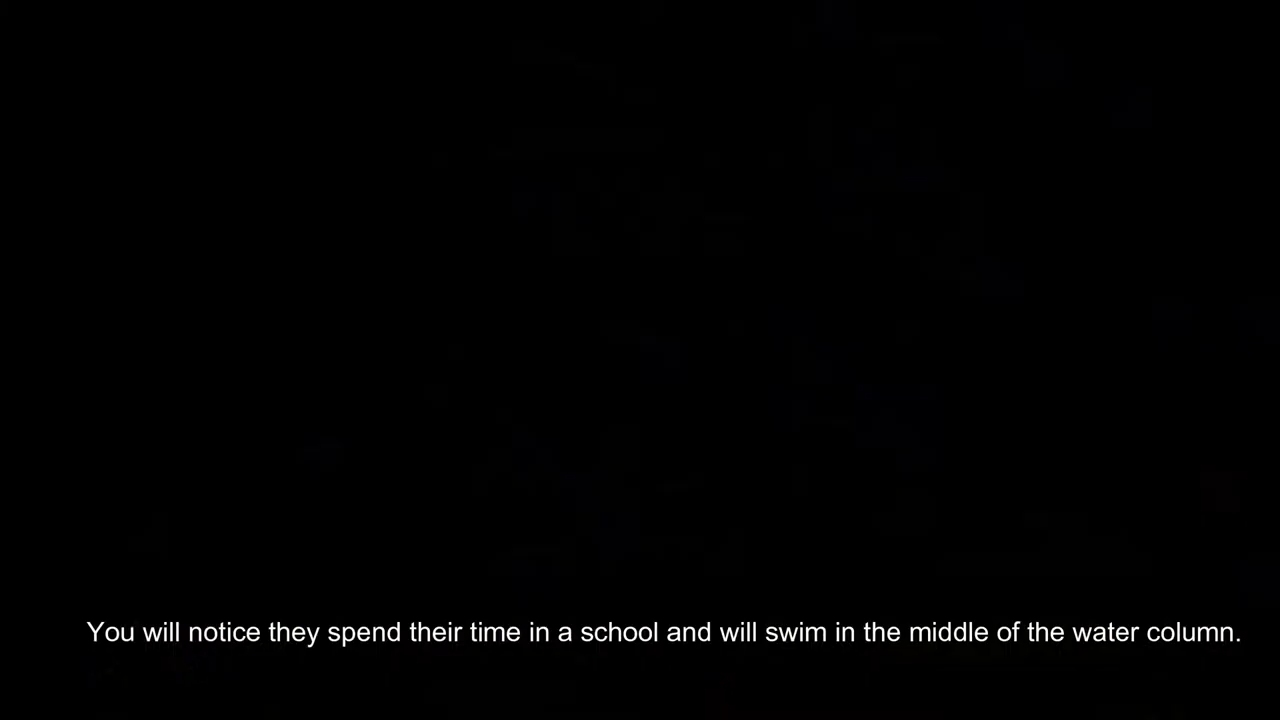 You will notice they spend their time in a school and will swim in the middle of the water column.